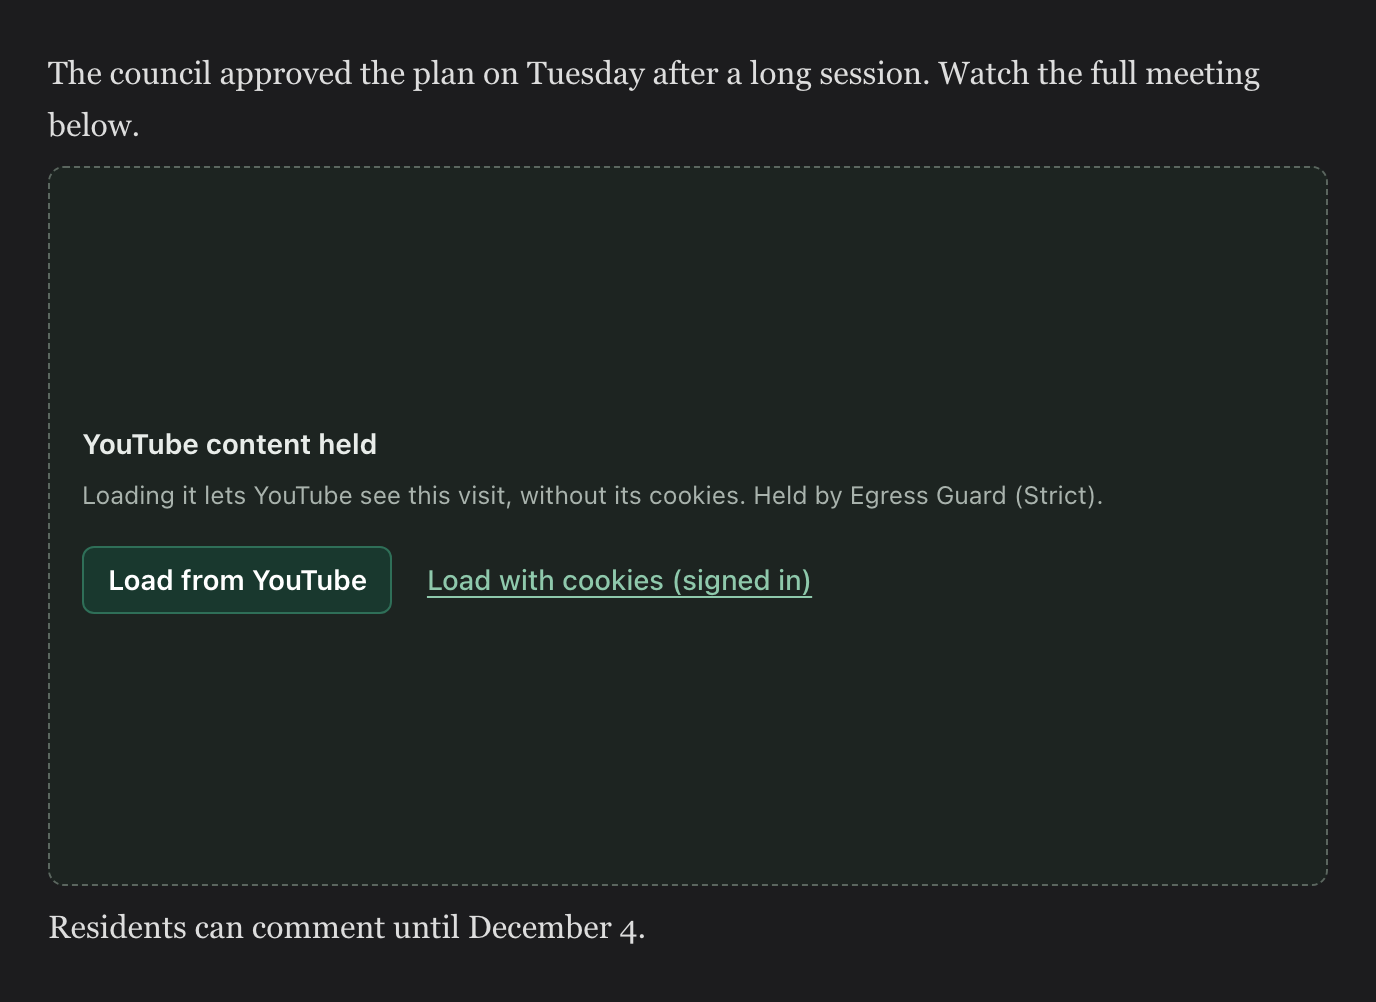 The council approved the plan on Tuesday after a long session. Watch the full meeting
below.
YouTube content held
Loading it lets YouTube see this visit, without its cookies. Held by Egress Guard (Strict).
Load from YouTube
Load with cookies (signed in)
Residents can comment until December 4.